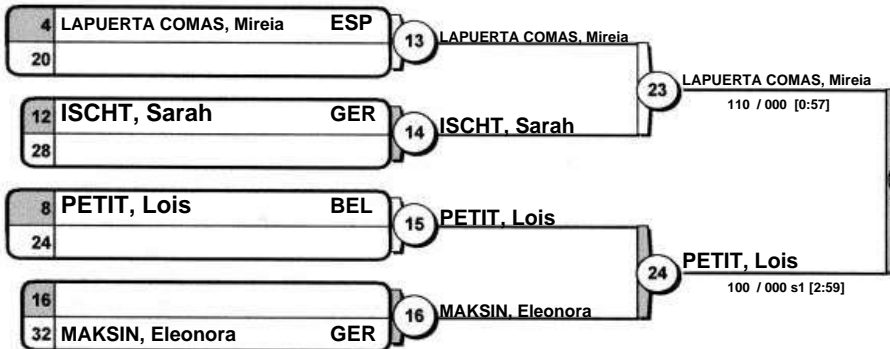 4 LAPUERTA COMAS, Mireia ESP
20
13 LAPUERTA COMAS, Mireia
12 ISCHT, Sarah GER
28
14 ISCHT, Sarah
23 LAPUERTA COMAS, Mireia
110 / 000 [0:57]
8 PETIT, Lois BEL
24
15 PETIT, Lois
16
32 MAKSIN, Eleonora GER
16 MAKSIN, Eleonora
24 PETIT, Lois
100 / 000 s1 [2:59]